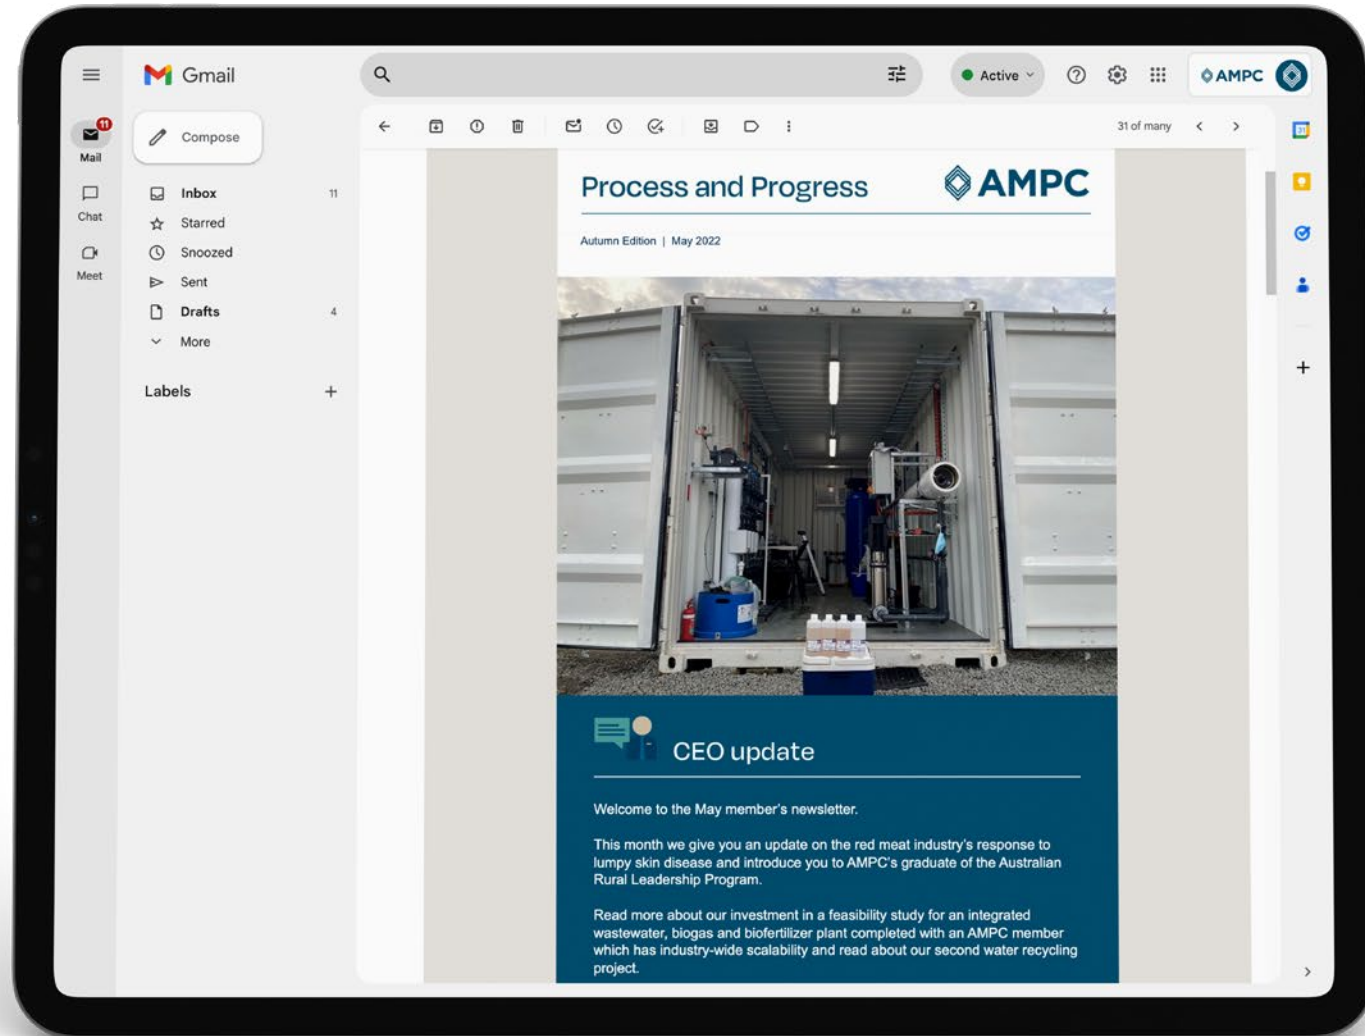 Gmail
Active
AMPC
11
Mail
Compose
31 of many
31
Chat
Meet
Inbox 11
Starred
Snoozed
Sent
Drafts 4
More
Labels
Process and Progress
AMPC
Autumn Edition | May 2022
CEO update
Welcome to the May member's newsletter.
This month we give you an update on the red meat industry's response to
lumpy skin disease and introduce you to AMPC's graduate of the Australian
Rural Leadership Program.
Read more about our investment in a feasibility study for an integrated
wastewater, biogas and biofertilizer plant completed with an AMPC member
which has industry-wide scalability and read about our second water recycling
project.